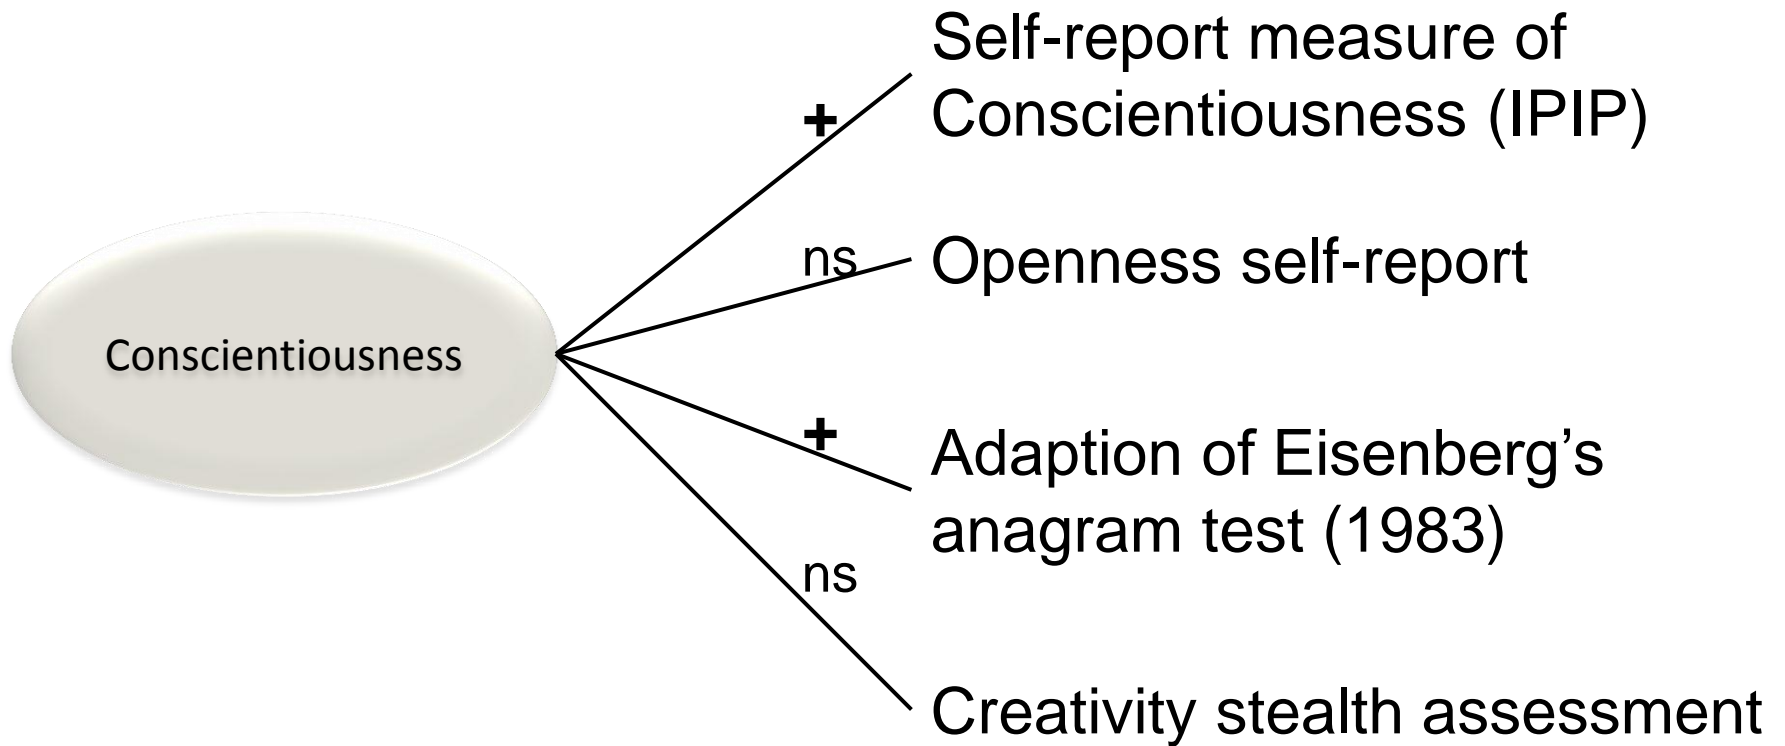 Self-report measure of
Conscientiousness (IPIP)
+
ns
Openness self-report
Conscientiousness
+
Adaption of Eisenberg’s
anagram test (1983)
ns
Creativity stealth assessment